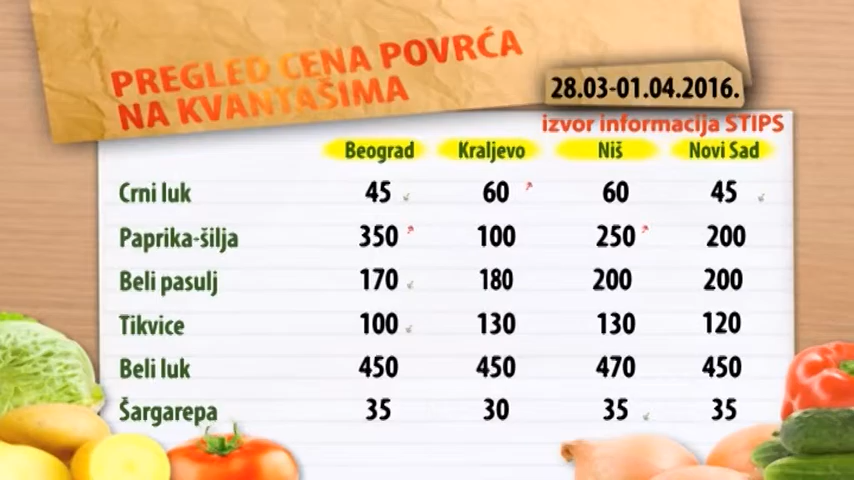 PREGLED CENA POVRĆA
NA KVANTAŠIMA
28.03-01.04.2016.
izvor informacija STIPS
Beograd Kraljevo Niš Novi Sad
Crni luk 45 60 60 45
Paprika-šilja 350 100 250 200
Beli pasulj 170 180 200 200
Tikvice 100 130 130 120
Beli luk 450 450 470 450
Šargarepa 35 30 35 35